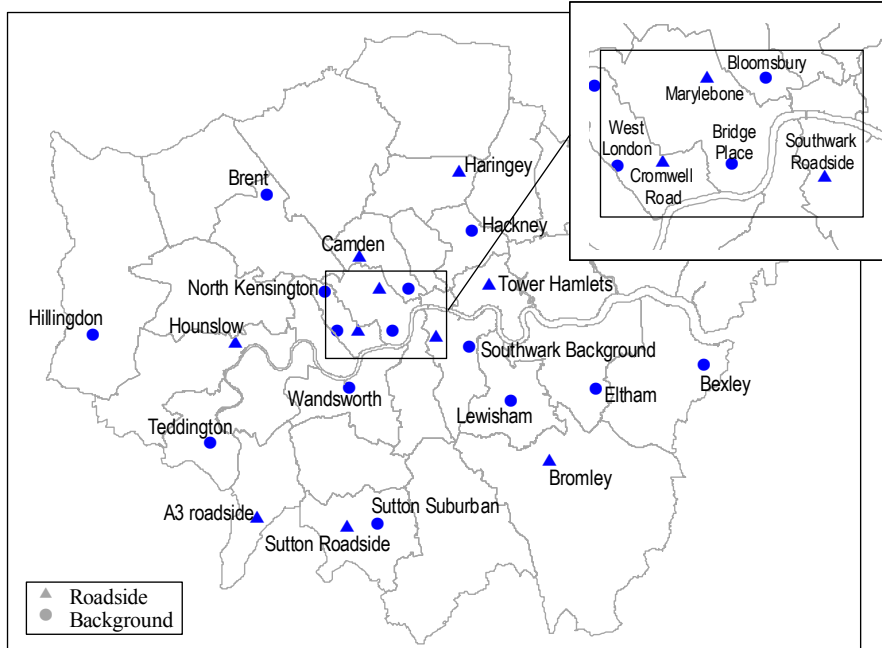 Bloomsbury
Marylebone
West
London
Bridge
Place
Southwark
Roadside
Cromwell
Road
Haringey
Brent
Hackney
Camden
North Kensington
Tower Hamlets
Hillingdon
Hounslow
Southwark Background
Bexley
Eltham
Wandsworth
Lewisham
Teddington
Bromley
A3 roadside
Sutton Suburban
Sutton Roadside
Roadside
Background